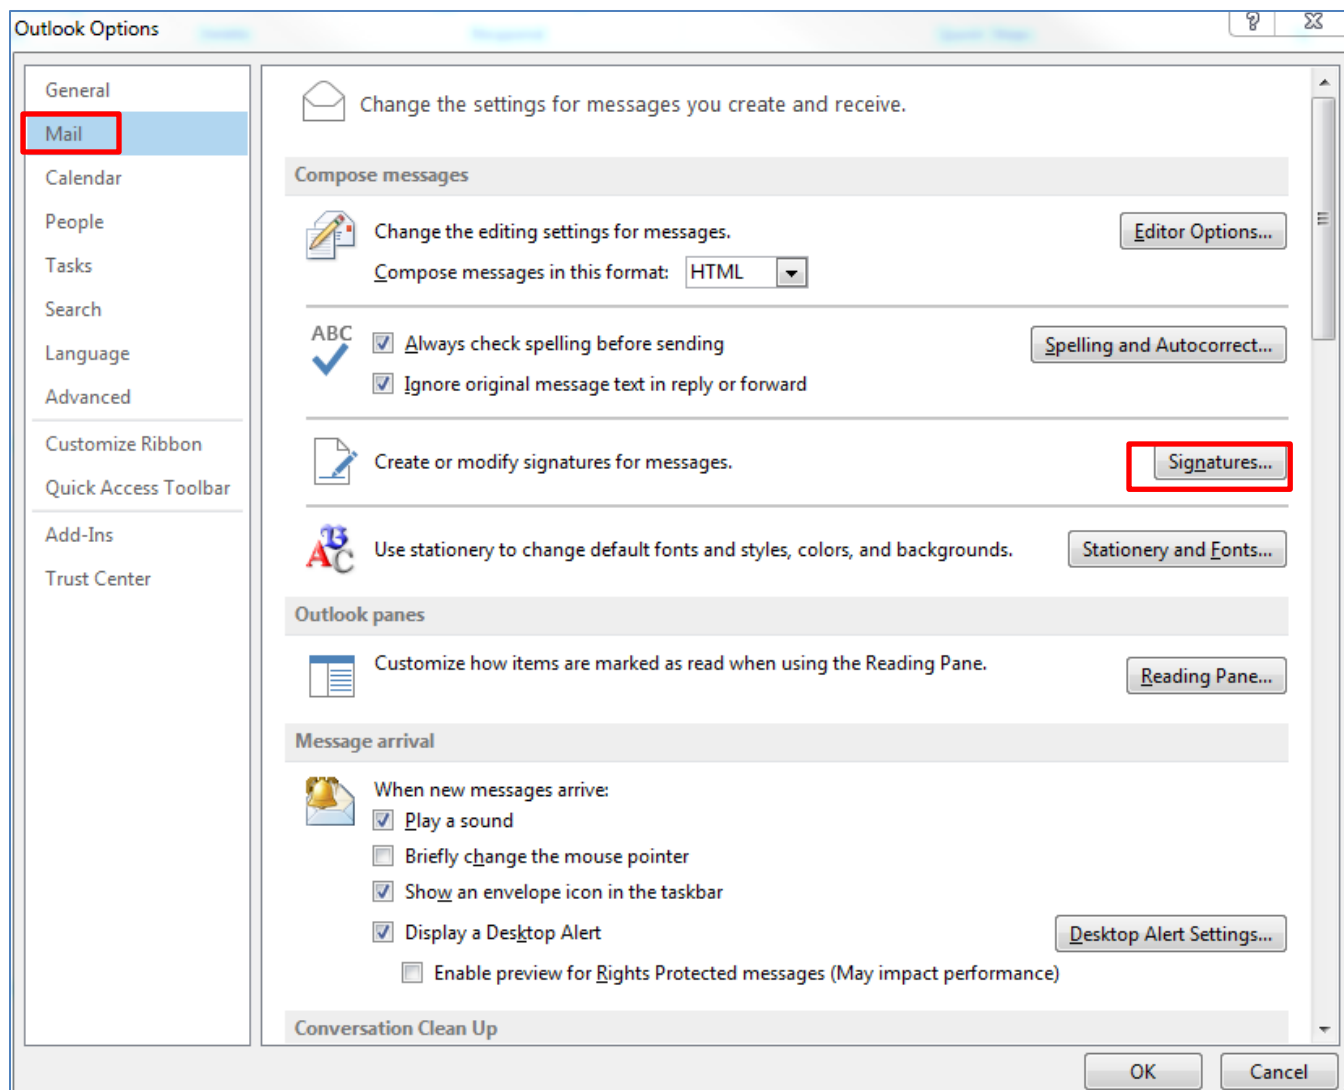 Outlook Options
General
Mail
Calendar
People
Tasks
Search
Language
Advanced
Customize Ribbon
Quick Access Toolbar
Add-Ins
Trust Center
Change the settings for messages you create and receive.
Compose messages
Change the editing settings for messages.
Editor Options...
Compose messages in this format: HTML
ABC
Always check spelling before sending
Spelling and Autocorrect...
Ignore original message text in reply or forward
Create or modify signatures for messages.
Signatures...
Use stationery to change default fonts and styles, colors, and backgrounds.
Stationery and Fonts...
Outlook panes
Customize how items are marked as read when using the Reading Pane.
Reading Pane...
Message arrival
When new messages arrive:
Play a sound
Briefly change the mouse pointer
Show an envelope icon in the taskbar
Display a Desktop Alert
Desktop Alert Settings...
Enable preview for Rights Protected messages (May impact performance)
Conversation Clean Up
OK
Cancel